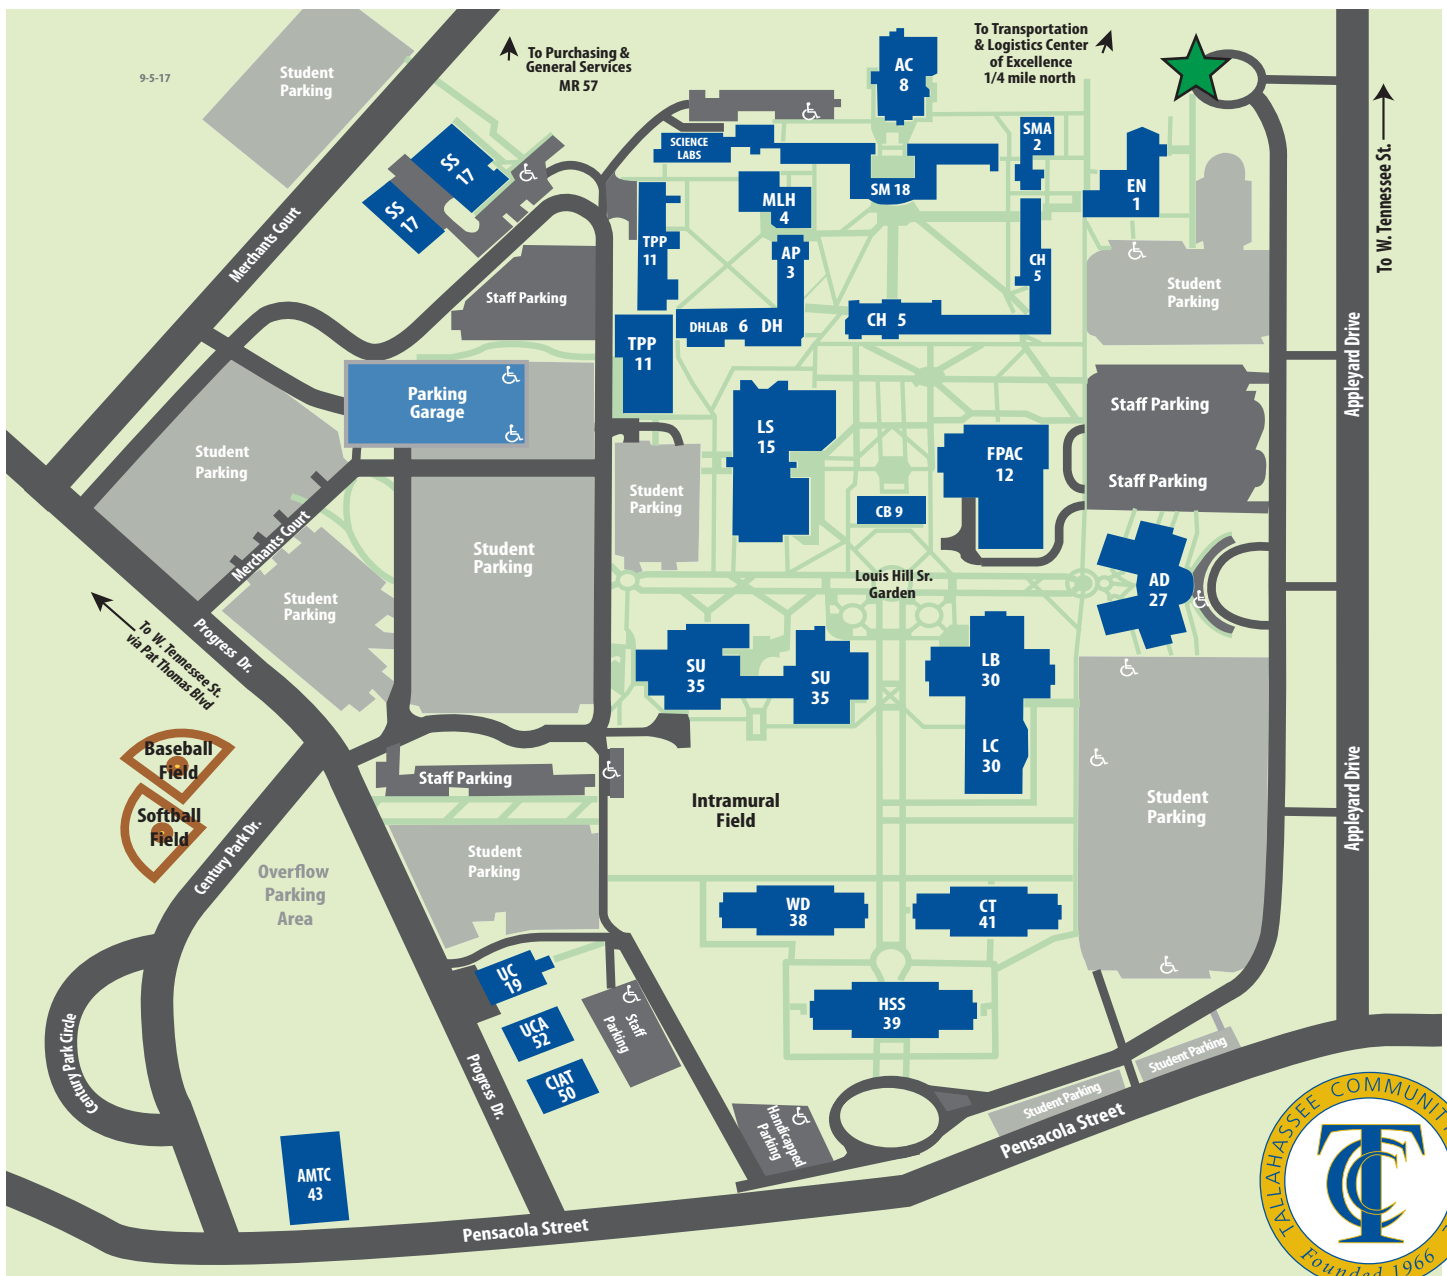 9-5-17
Student
Parking
To Purchasing &
General Services
MR 57
To Transportation
& Logistics Center
of Excellence
1/4 mile north
AC
8
SCIENCE
LABS
SMA
2
SM 18
EN
1
SS
17
SS
17
MLH
4
TPP
11
AP
3
CH
5
To W. Tennessee St.
Merchants Court
Staff Parking
Student
Parking
DHLAB 6 DH
CH 5
TPP
11
Parking
Garage
Appleyard Drive
Staff Parking
Staff Parking
LS
15
FPAC
12
Student
Parking
Student
Parking
CB 9
Merchants Court
Student
Parking
Louis Hill Sr.
Garden
AD
27
Student
Parking
Progress Dr.
To W. Tennessee St.
via Pat Thomas Blvd
SU
35
SU
35
LB
30
LC
30
Baseball
Field
Softball
Field
Staff Parking
Intramural
Field
Student
Parking
Appleyard Drive
Century Park Dr.
Overflow
Parking
Area
Student
Parking
WD
38
CT
41
UC
19
HSS
39
UCA
52
Staff
Parking
Century Park Circle
Progress Dr.
CIAT
50
Student Parking
Student Parking
Handicapped
Parking
Pensacola Street
AMTC
43
Pensacola Street
TALLAHASSEE COMMUNIT
TCC
Founded 1966